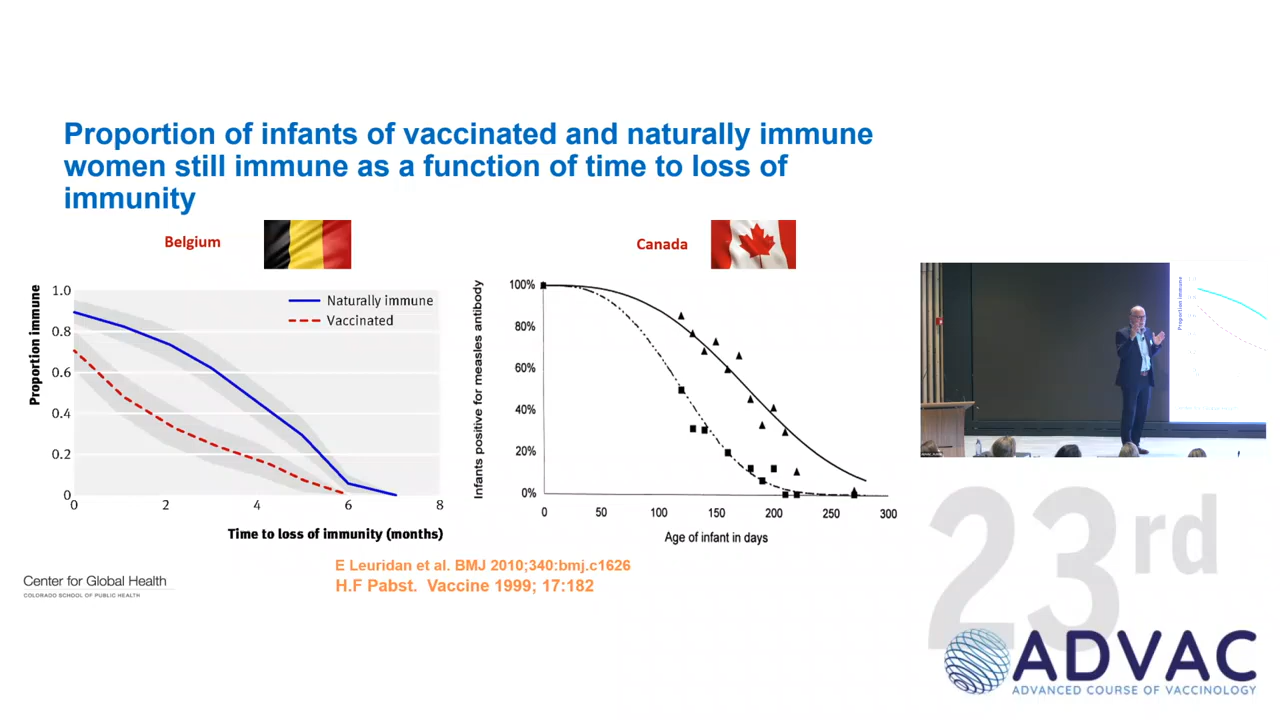 Proportion of infants of vaccinated and naturally immune
women still immune as a function of time to loss of
immunity
Belgium
Canada
Proportion immune
1.0
0.8
0.6
0.4
0.2
0
Naturally immune
Vaccinated
0
2
4
6
8
Time to loss of immunity (months)
Infants positive for measles antibody
100%
80%
60%
40%
20%
0%
0
50
100
150
200
250
300
Age of infant in days
Proportion immune
E Leuridan et al. BMJ 2010;340:bmj.c1626
H.F Pabst. Vaccine 1999; 17:182
Center for Global Health
COLORADO SCHOOL OF PUBLIC HEALTH
23rd
ADVAC
ADVANCED COURSE OF VACCINOLOGY